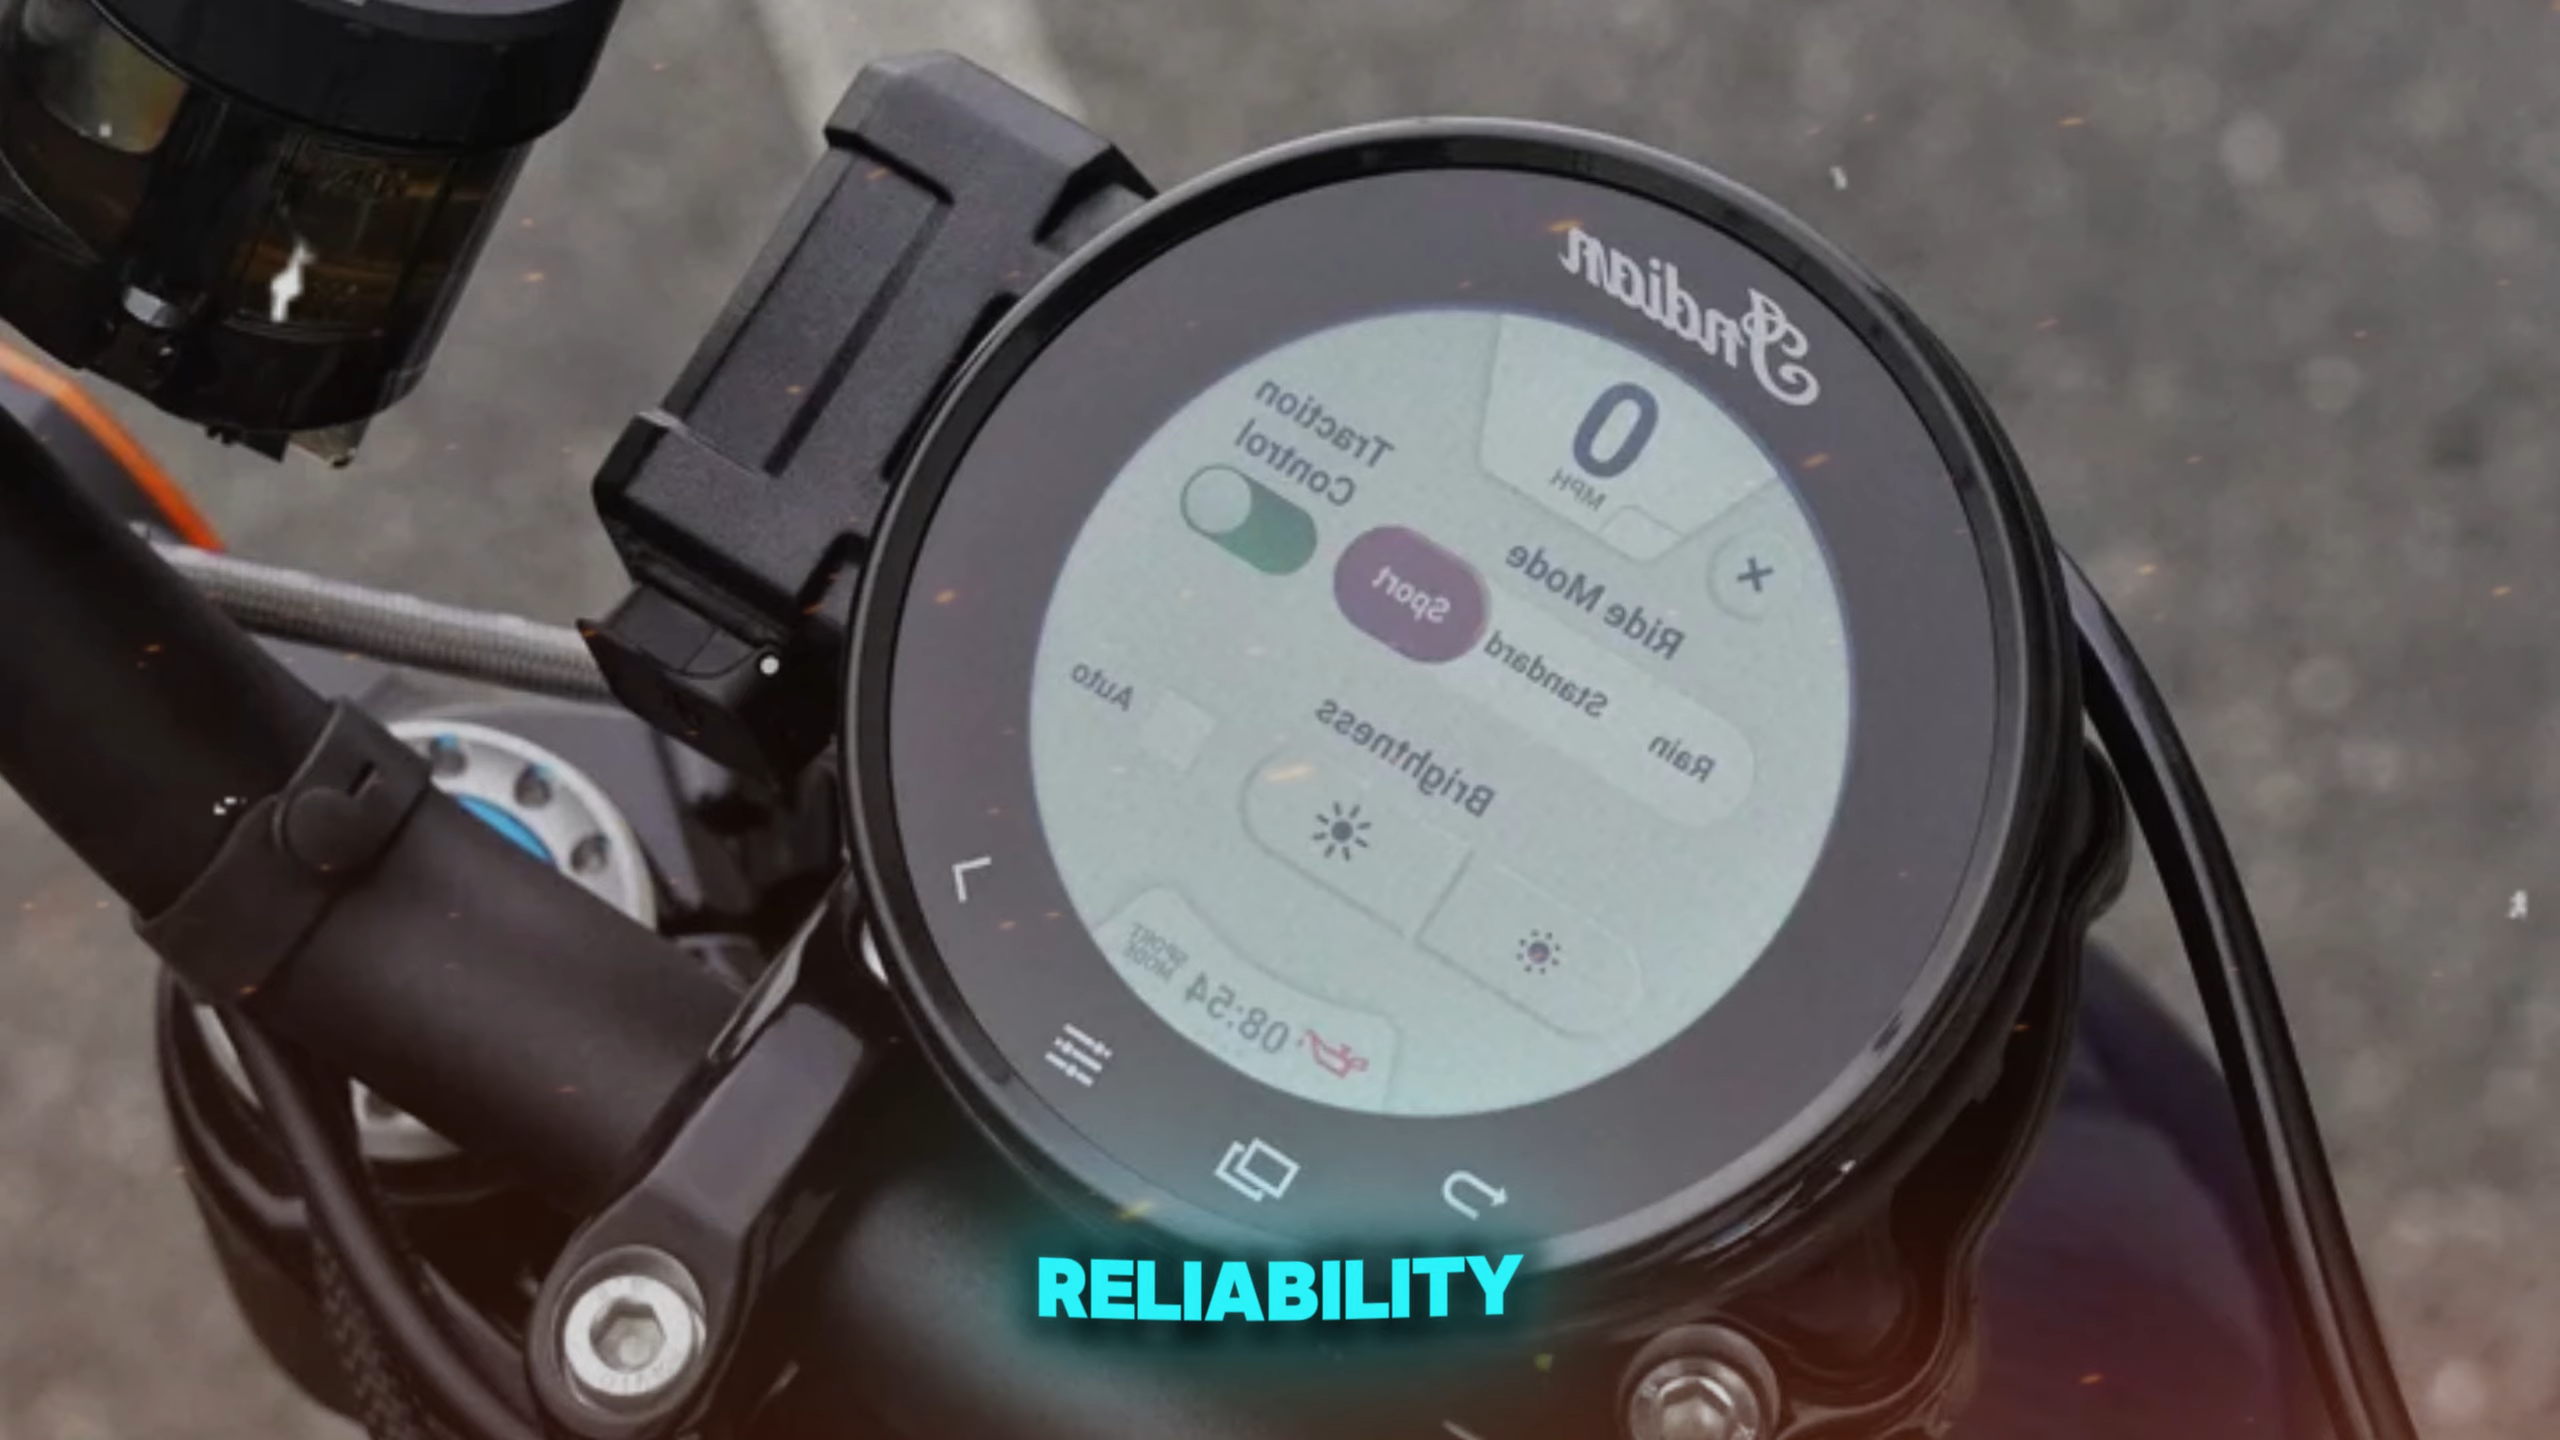 Indian
0
MPH
Traction
Control
Ride Mode
Rain Standard Sport
Brightness
Auto
08:54
SPORT
MODE
RELIABILITY